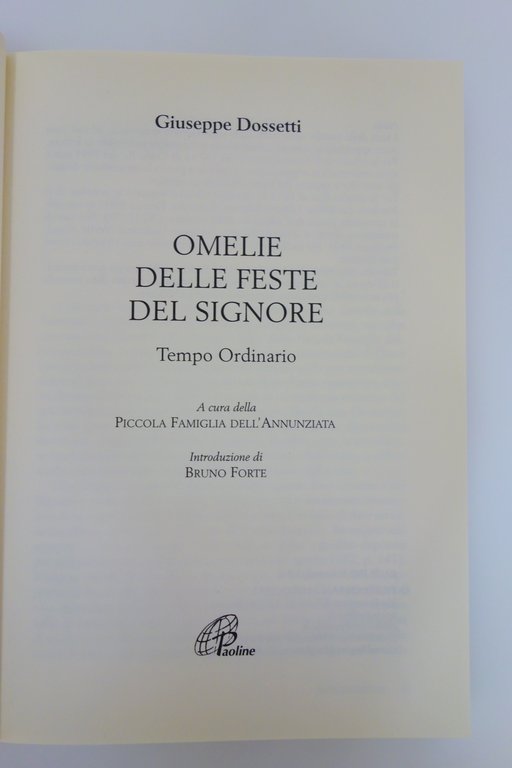 Giuseppe Dossetti
OMELIE
DELLE FESTE
DEL SIGNORE
Tempo Ordinario
A cura della
PICCOLA FAMIGLIA DELL'ANNUNZIATA
Introduzione di
BRUNO FORTE
Paoline